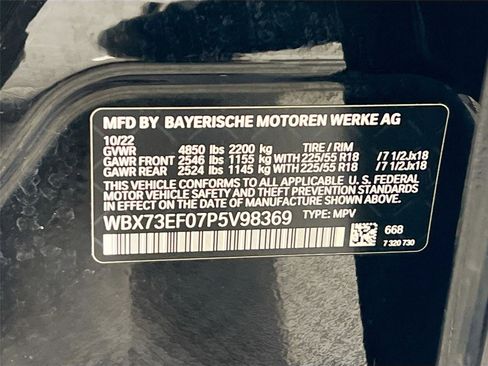 MFD BY BAYERISCHE MOTOREN WERKE AG
10/22
GVWR 4850 lbs 2200 kg TIRE / RIM
GAWR FRONT 2546 lbs 1155 kg WITH 225/55 R18 /7 1/2Jx18
GAWR REAR 2524 lbs 1145 kg WITH 225/55 R18 /7 1/2Jx18
THIS VEHICLE CONFORMS TO ALL APPLICABLE U.S. FEDERAL
MOTOR VEHICLE SAFETY AND THEFT PREVENTION STANDARDS
IN EFFECT ON THE DATE OF MANUFACTURE SHOWN ABOVE.
WBX73EF07P5V98369 TYPE: MPV
668
7 320 730